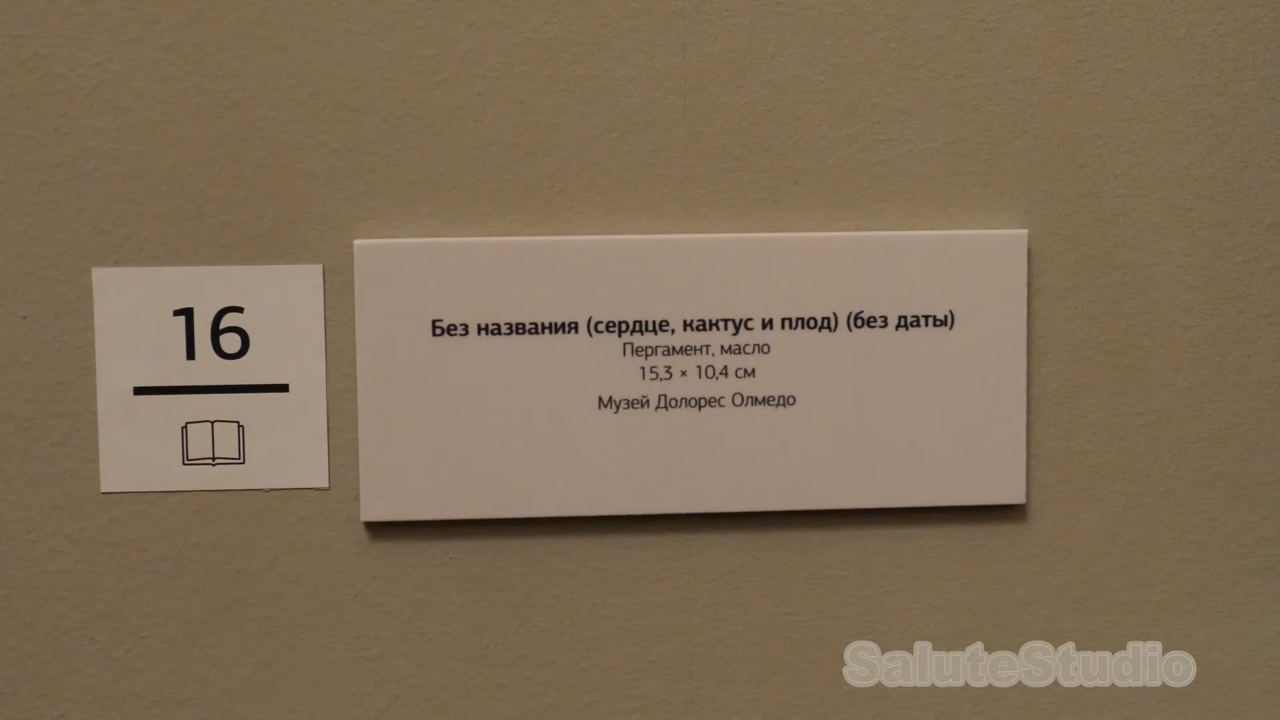 16
Без названия (сердце, кактус и плод) (без даты)
Пергамент, масло
15,3 × 10,4 см
Музей Долорес Олмедо
SaluteStudio